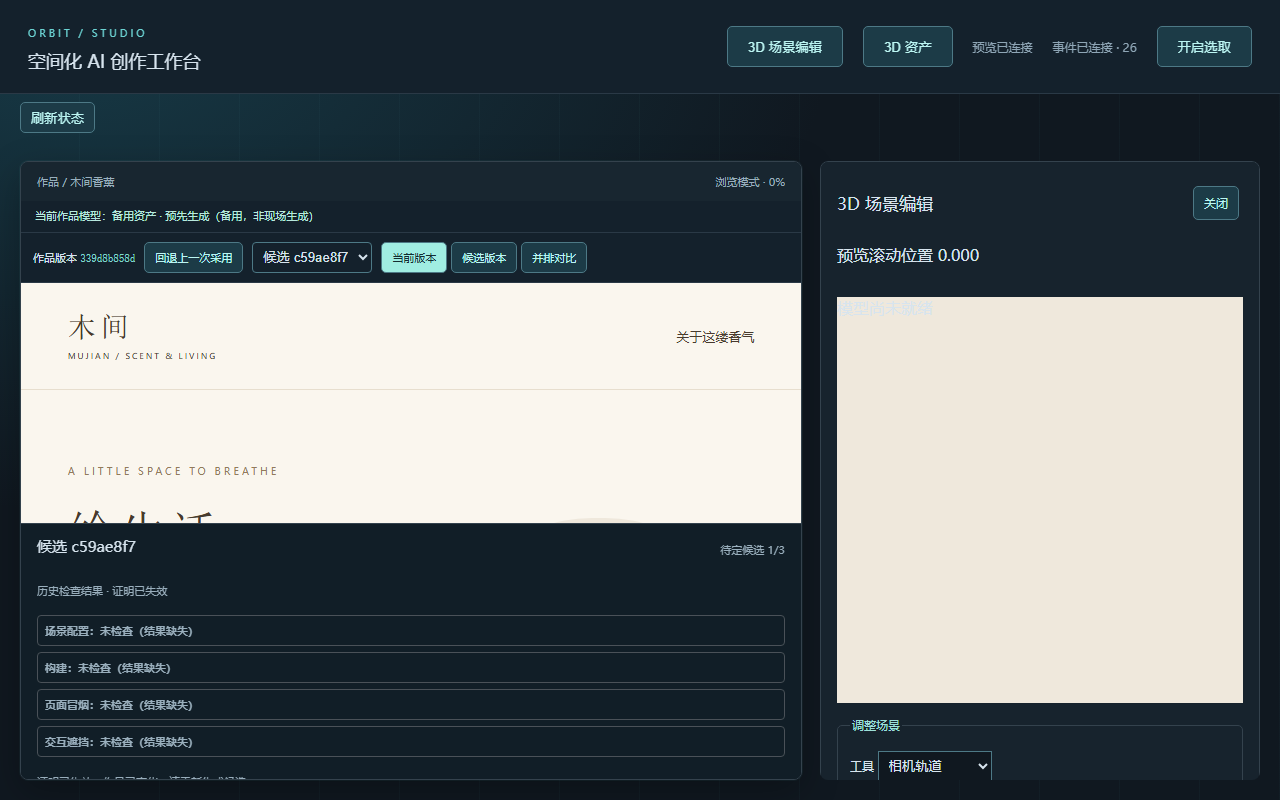 ORBIT / STUDIO
空间化 AI 创作工作台
3D 场景编辑
3D 资产
预览已连接
事件已连接 · 26
开启选取
刷新状态
作品 / 木间香薰
浏览模式 · 0%
当前作品模型：备用资产 · 预先生成（备用，非现场生成）
作品版本 339d8b858d
回退上一次采用
候选 c59ae8f7
当前版本
候选版本
并排对比
木间
MUJIAN / SCENT & LIVING
关于这缕香气
A LITTLE SPACE TO BREATHE
候选 c59ae8f7
待定候选 1/3
历史检查结果 · 证明已失效
场景配置：未检查（结果缺失）
构建：未检查（结果缺失）
页面冒烟：未检查（结果缺失）
交互遮挡：未检查（结果缺失）
3D 场景编辑
关闭
预览滚动位置 0.000
模型尚未就绪
调整场景
工具
相机轨道